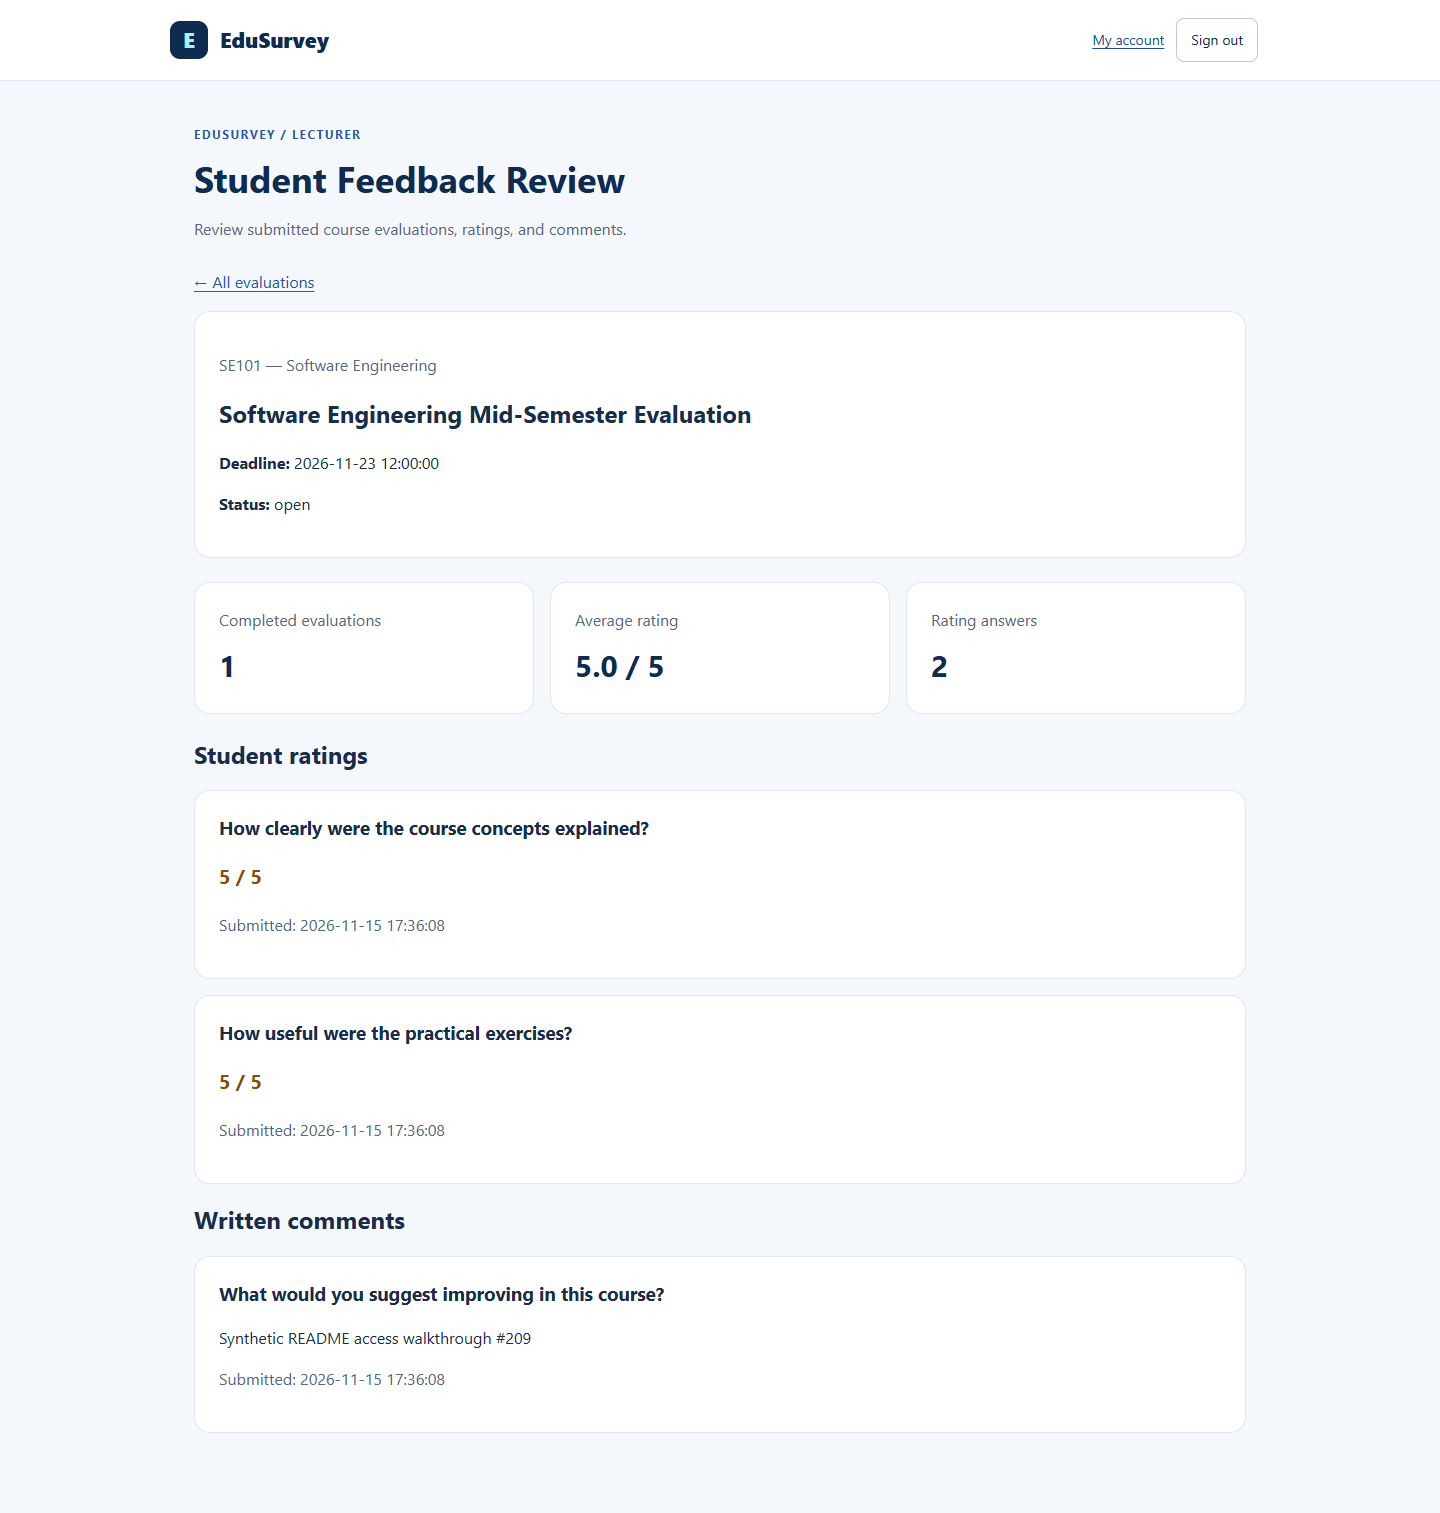 E EduSurvey
My account
Sign out
EDUSURVEY / LECTURER
Student Feedback Review
Review submitted course evaluations, ratings, and comments.
← All evaluations
SE101 — Software Engineering
Software Engineering Mid-Semester Evaluation
Deadline: 2026-11-23 12:00:00
Status: open
Completed evaluations
1
Average rating
5.0 / 5
Rating answers
2
Student ratings
How clearly were the course concepts explained?
5 / 5
Submitted: 2026-11-15 17:36:08
How useful were the practical exercises?
5 / 5
Submitted: 2026-11-15 17:36:08
Written comments
What would you suggest improving in this course?
Synthetic README access walkthrough #209
Submitted: 2026-11-15 17:36:08